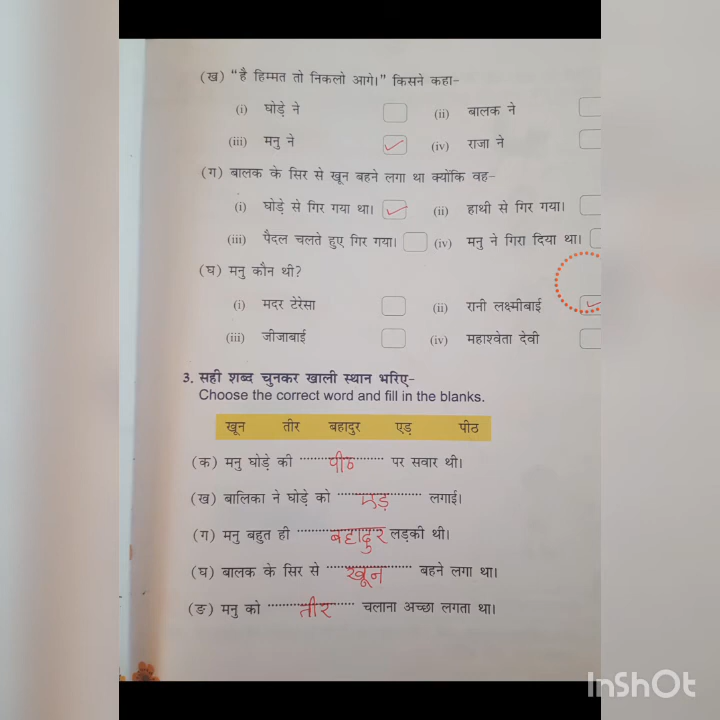 (ख) “है हिम्मत तो निकलो आगे।” किसने कहा-
(i) घोड़े ने (ii) बालक ने
(iii) मनु ने (iv) राजा ने
(ग) बालक के सिर से खून बहने लगा था क्योंकि वह-
(i) घोड़े से गिर गया था। (ii) हाथी से गिर गया।
(iii) पैदल चलते हुए गिर गया। (iv) मनु ने गिरा दिया था।
(घ) मनु कौन थी?
(i) मदर टेरेसा (ii) रानी लक्ष्मीबाई
(iii) जीजाबाई (iv) महाश्वेता देवी
3. सही शब्द चुनकर खाली स्थान भरिए-
Choose the correct word and fill in the blanks.
खून तीर बहादुर एड़ पीठ
(क) मनु घोड़े की पीठ पर सवार थी।
(ख) बालिका ने घोड़े को एड़ लगाई।
(ग) मनु बहुत ही बहादुर लड़की थी।
(घ) बालक के सिर से खून बहने लगा था।
(ङ) मनु को तीर चलाना अच्छा लगता था।
InShOt